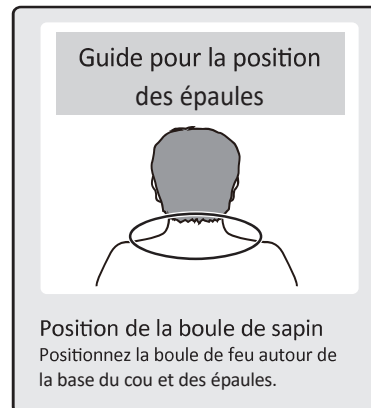 Guide pour la position
des épaules
Position de la boule de sapin
Positionnez la boule de feu autour de
la base du cou et des épaules.